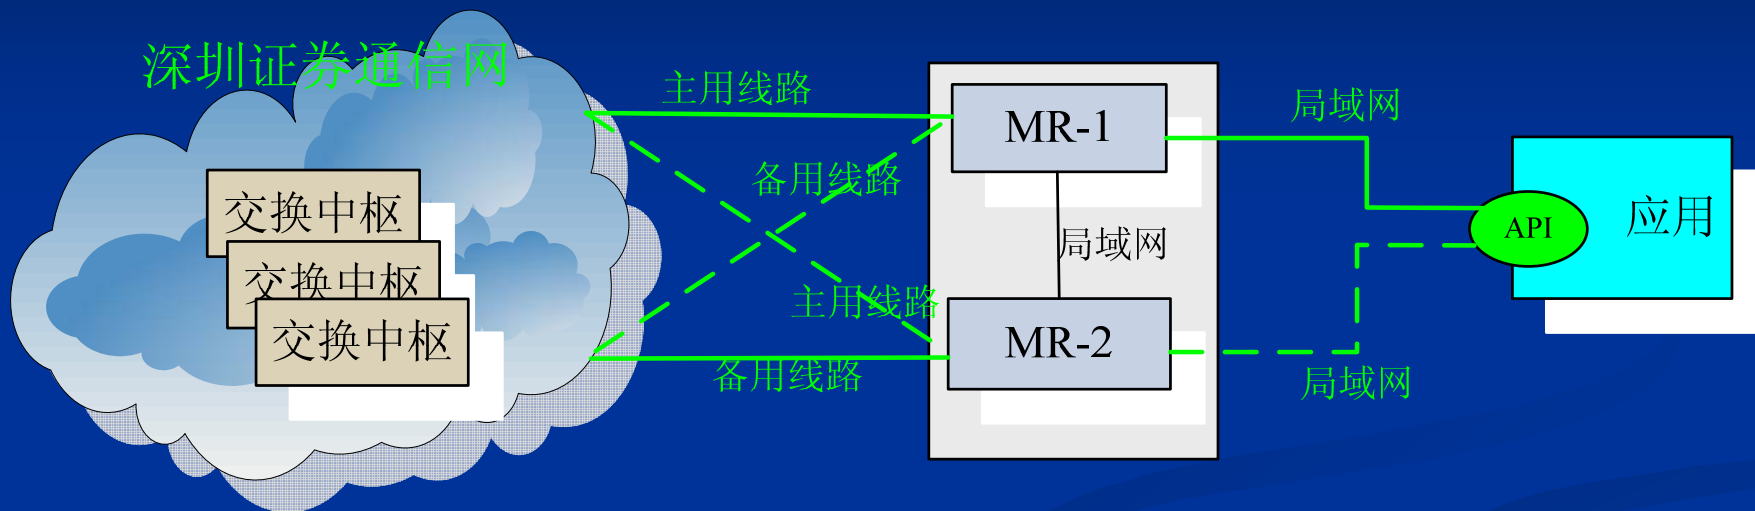 深圳证券通信网
交换中枢
交换中枢
交换中枢
主用线路
备用线路
主用线路
备用线路
MR-1
局域网
MR-2
局域网
局域网
API
应用